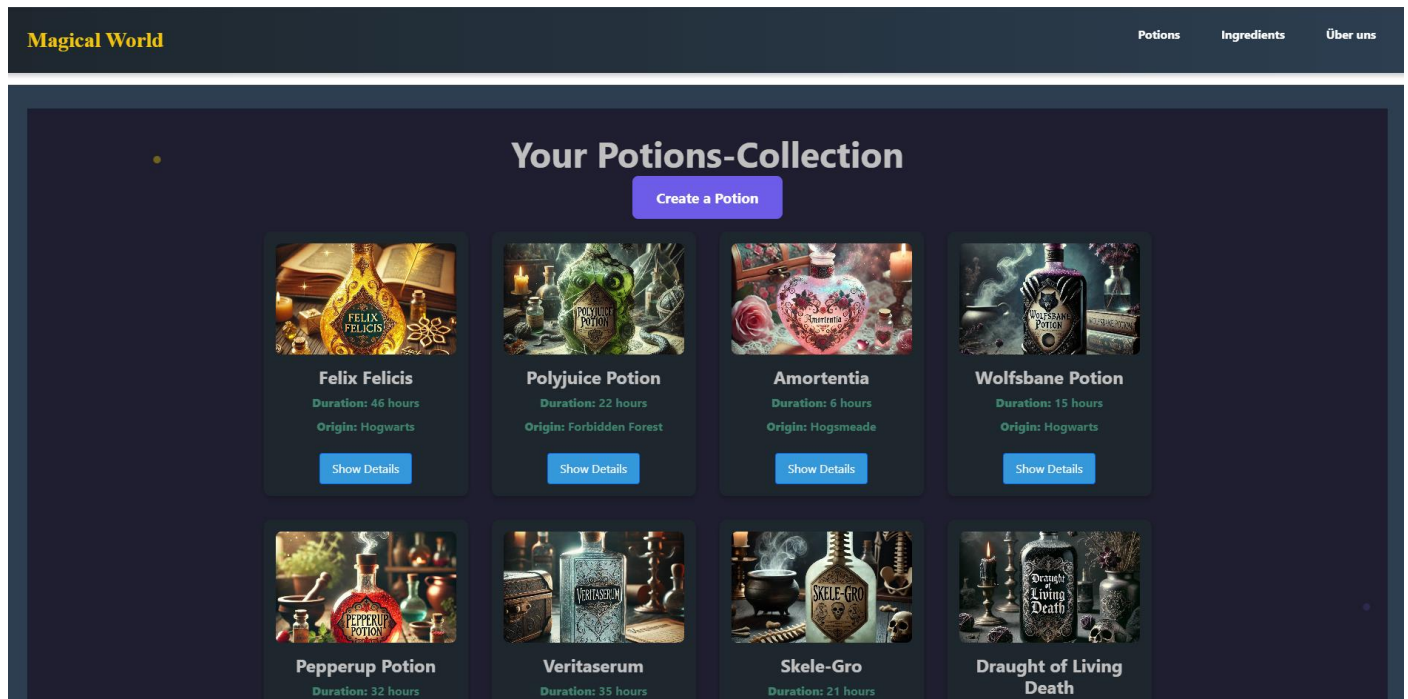 Magical World
Potions Ingredients Über uns
Your Potions-Collection
Create a Potion
FELIX
FELICIS
POLYJUICE
POTION
Amortentia
WOLFSBANE
POTION
WOLFSBANE POTION
Felix Felicis
Polyjuice Potion
Amortentia
Wolfsbane Potion
Duration: 46 hours
Duration: 22 hours
Duration: 6 hours
Duration: 15 hours
Origin: Hogwarts
Origin: Forbidden Forest
Origin: Hogsmeade
Origin: Hogwarts
Show Details
Show Details
Show Details
Show Details
PEPPERUP
POTION
VERITASERUM
SKELE-GRO
Draught
of
Living
Death
Pepperup Potion
Veritaserum
Skele-Gro
Draught of Living
Death
Duration: 32 hours
Duration: 35 hours
Duration: 21 hours